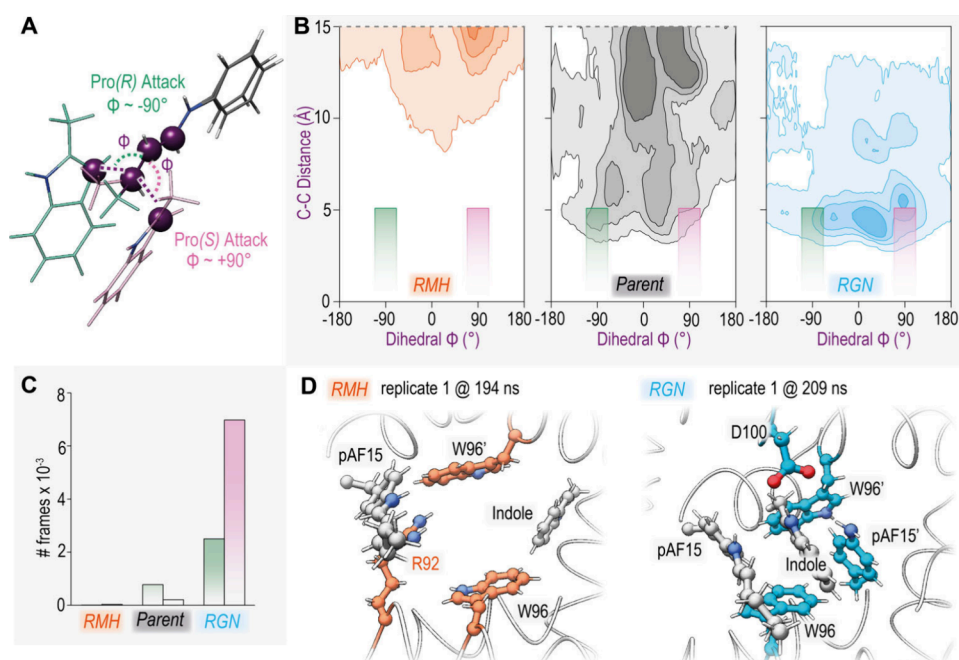 A
Pro(R) Attack
Φ ~ -90°
Φ
Φ
Pro(S) Attack
Φ ~ +90°
B
C-C Distance (Å)
15
10
5
0
RMH
Parent
RGN
-180 -90 0 90 180
-180 -90 0 90 180
-180 -90 0 90 180
Dihedral Φ (°)
Dihedral Φ (°)
Dihedral Φ (°)
C
# frames x 10⁻³
8
6
4
2
0
RMH
Parent
RGN
D
RMH replicate 1 @ 194 ns
pAF15
W96'
Indole
R92
W96
RGN replicate 1 @ 209 ns
D100
W96'
pAF15
pAF15'
Indole
W96